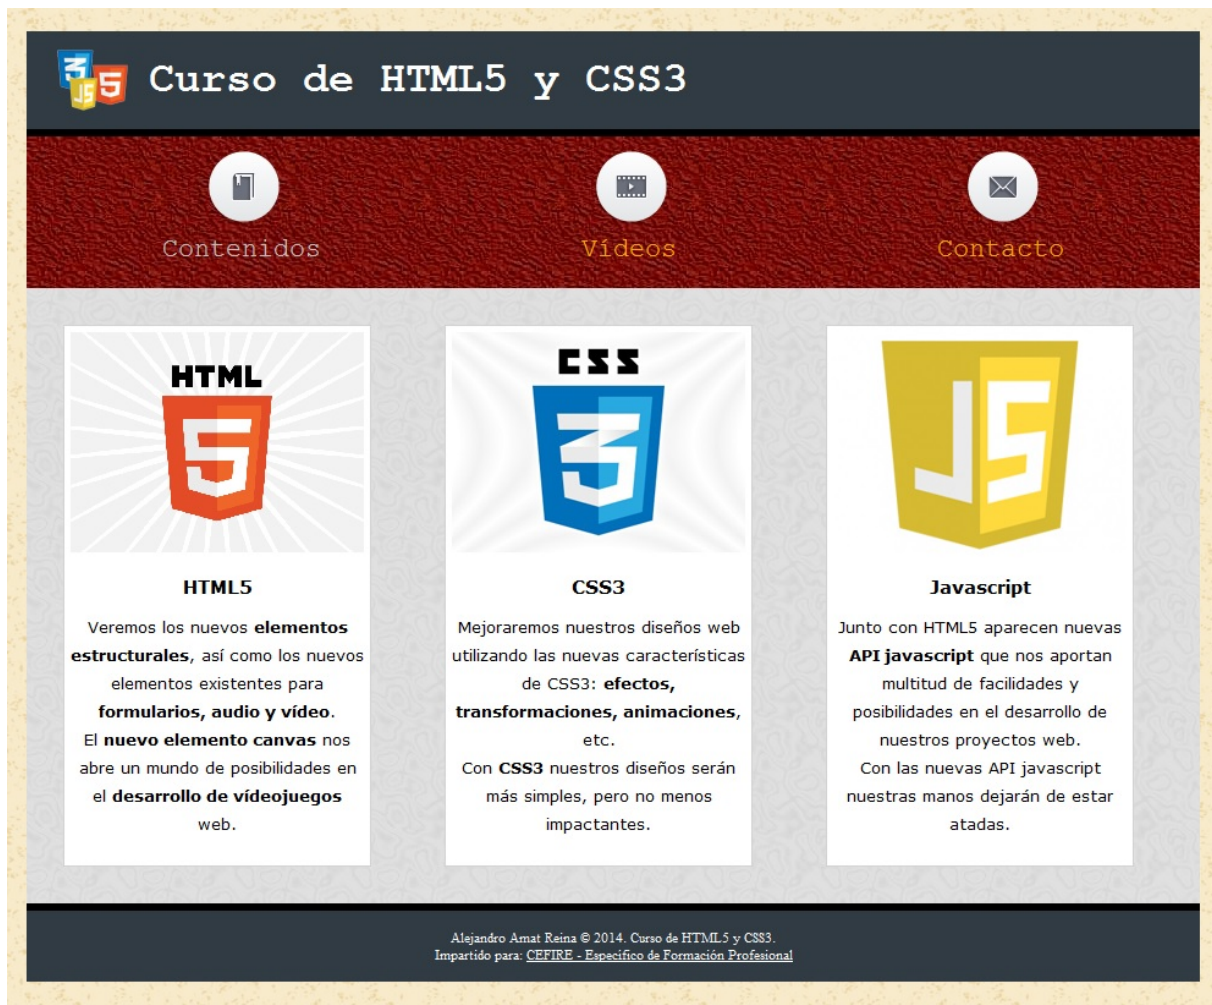 3 JS 5 Curso de HTML5 y CSS3
Contenidos Vídeos Contacto
HTML
5
CSS
3
JS
HTML5
Veremos los nuevos elementos
estructurales, así como los nuevos
elementos existentes para
formularios, audio y vídeo.
El nuevo elemento canvas nos
abre un mundo de posibilidades en
el desarrollo de vídeojuegos
web.
CSS3
Mejoraremos nuestros diseños web
utilizando las nuevas características
de CSS3: efectos,
transformaciones, animaciones,
etc.
Con CSS3 nuestros diseños serán
más simples, pero no menos
impactantes.
Javascript
Junto con HTML5 aparecen nuevas
API javascript que nos aportan
multitud de facilidades y
posibilidades en el desarrollo de
nuestros proyectos web.
Con las nuevas API javascript
nuestras manos dejarán de estar
atadas.
Alejandro Amat Reina © 2014. Curso de HTML5 y CSS3.
Impartido para: CEFIRE - Específico de Formación Profesional